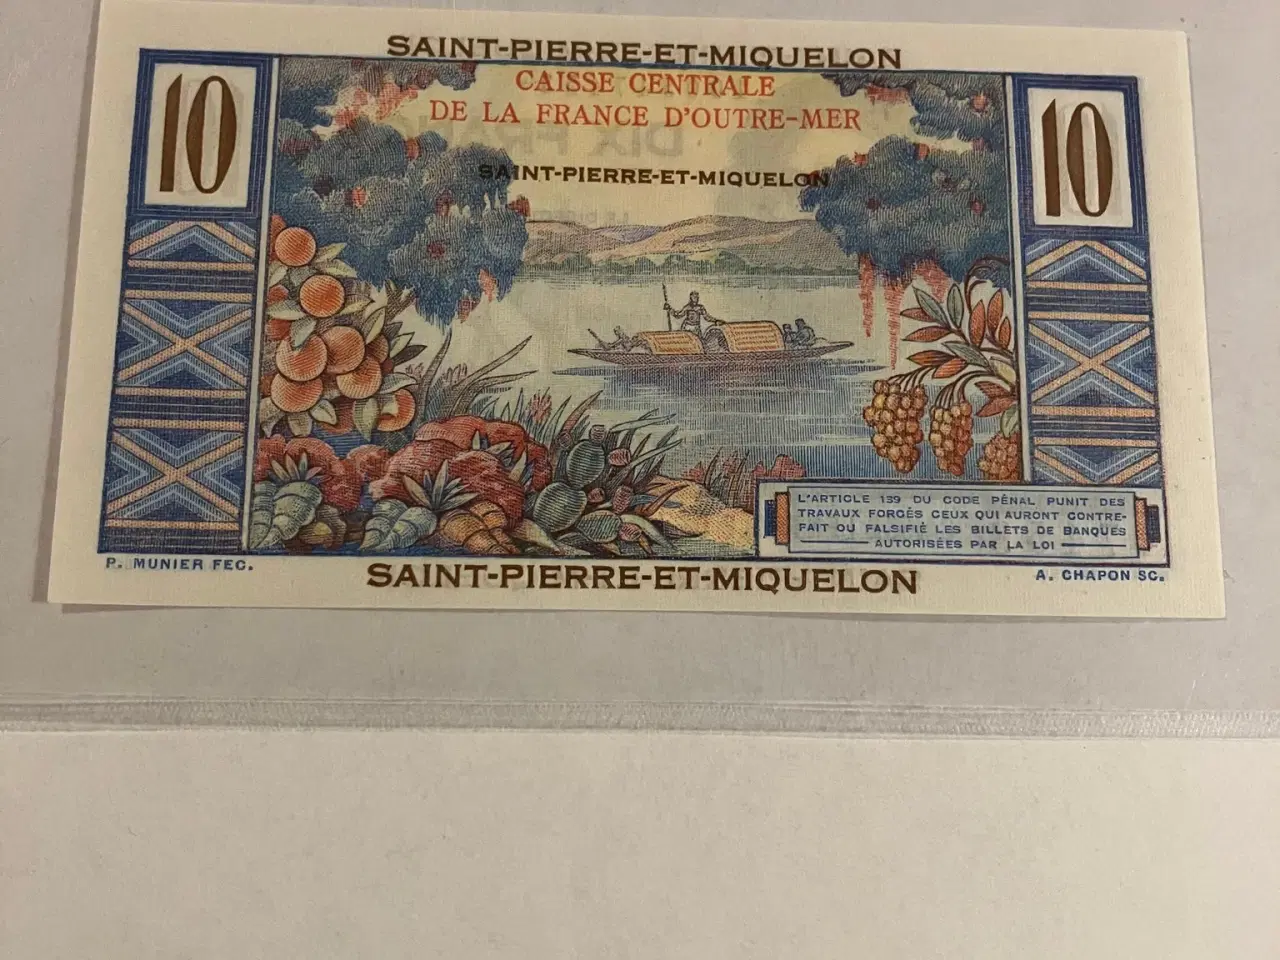 SAINT-PIERRE-ET-MIQUELON
CAISSE CENTRALE
DE LA FRANCE D'OUTRE-MER
SAINT-PIERRE-ET-MIQUELON
10
10
L'ARTICLE 139 DU CODE PÉNAL PUNIT DES
TRAVAUX FORCÉS CEUX QUI AURONT CONTRE-
FAIT OU FALSIFIÉ LES BILLETS DE BANQUES
AUTORISÉES PAR LA LOI
P. MUNIER FEC.
SAINT-PIERRE-ET-MIQUELON
A. CHAPON SC.